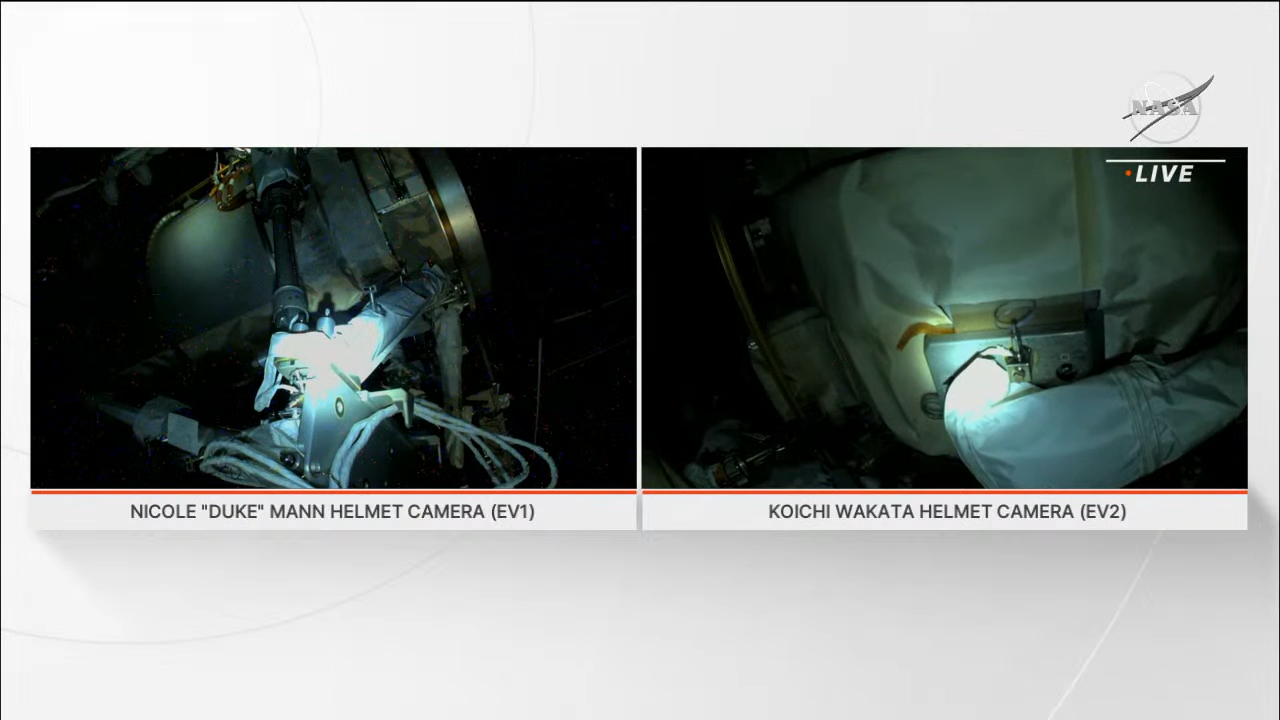 NASA
LIVE
NICOLE "DUKE" MANN HELMET CAMERA (EV1)
KOICHI WAKATA HELMET CAMERA (EV2)